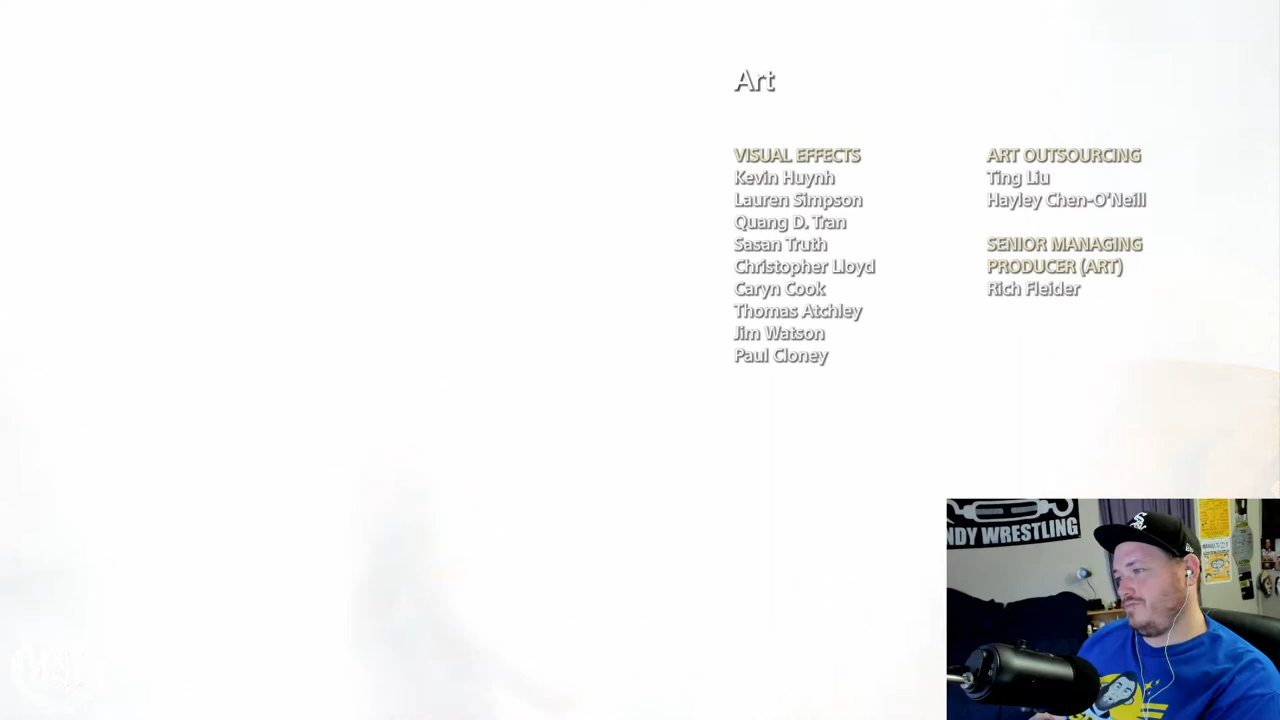 Art
VISUAL EFFECTS
Kevin Huynh
Lauren Simpson
Quang D. Tran
Sasan Truth
Christopher Lloyd
Caryn Cook
Thomas Atchley
Jim Watson
Paul Cloney
ART OUTSOURCING
Ting Liu
Hayley Chen-O'Neill
SENIOR MANAGING
PRODUCER (ART)
Rich Fleider
NDY WRESTLING